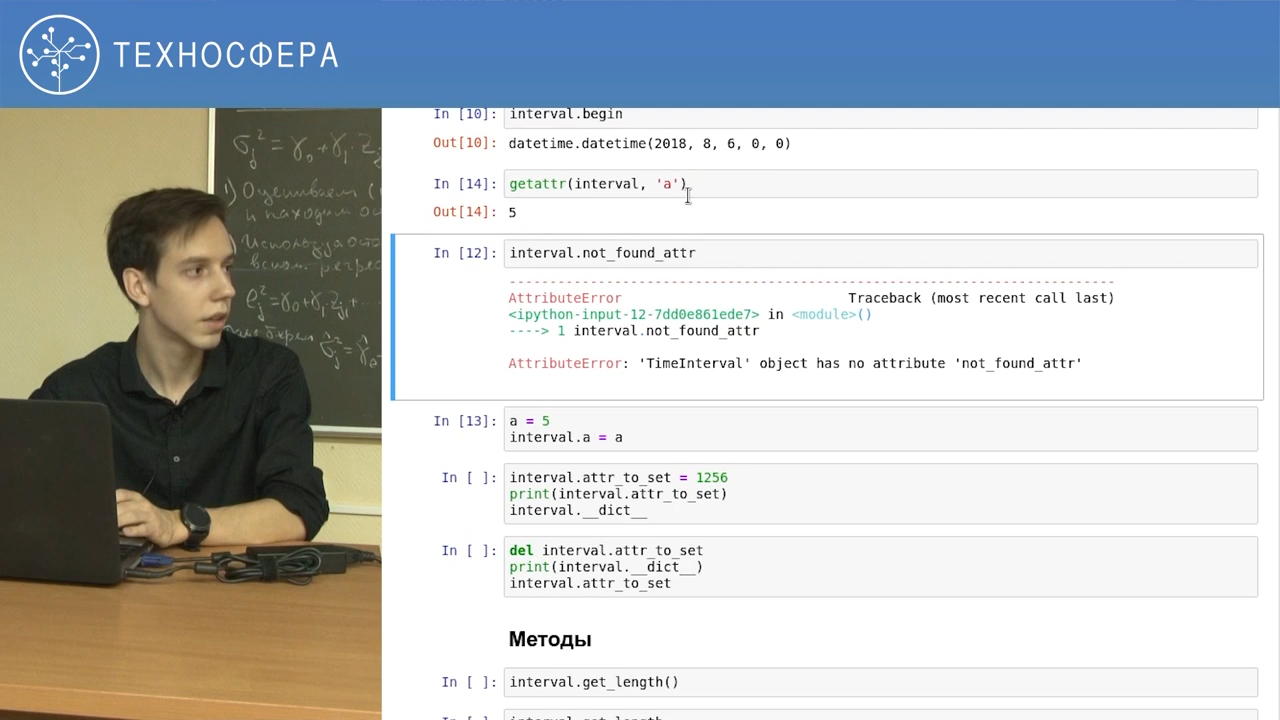 ТЕХНОСФЕРА
In [10]: interval.begin
Out[10]: datetime.datetime(2018, 8, 6, 0, 0)
In [14]: getattr(interval, 'a')
Out[14]: 5
In [12]: interval.not_found_attr
---------------------------------------------------------------------------
AttributeError Traceback (most recent call last)
<ipython-input-12-7dd0e861ede7> in <module>()
----> 1 interval.not_found_attr
AttributeError: 'TimeInterval' object has no attribute 'not_found_attr'
In [13]: a = 5
interval.a = a
In [ ]: interval.attr_to_set = 1256
print(interval.attr_to_set)
interval.__dict__
In [ ]: del interval.attr_to_set
print(interval.__dict__)
interval.attr_to_set
Методы
In [ ]: interval.get_length()
1) Оцениваем
и находим